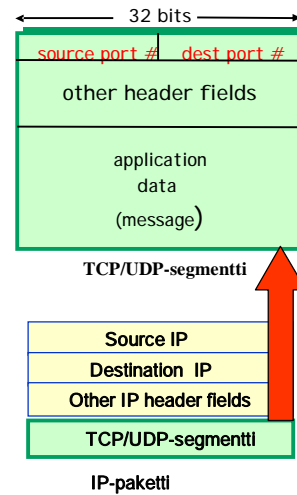 32 bits
source port # dest port #
other header fields
application
data
(message)
TCP/UDP-segmentti
Source IP
Destination IP
Other IP header fields
TCP/UDP-segmentti
IP-paketti